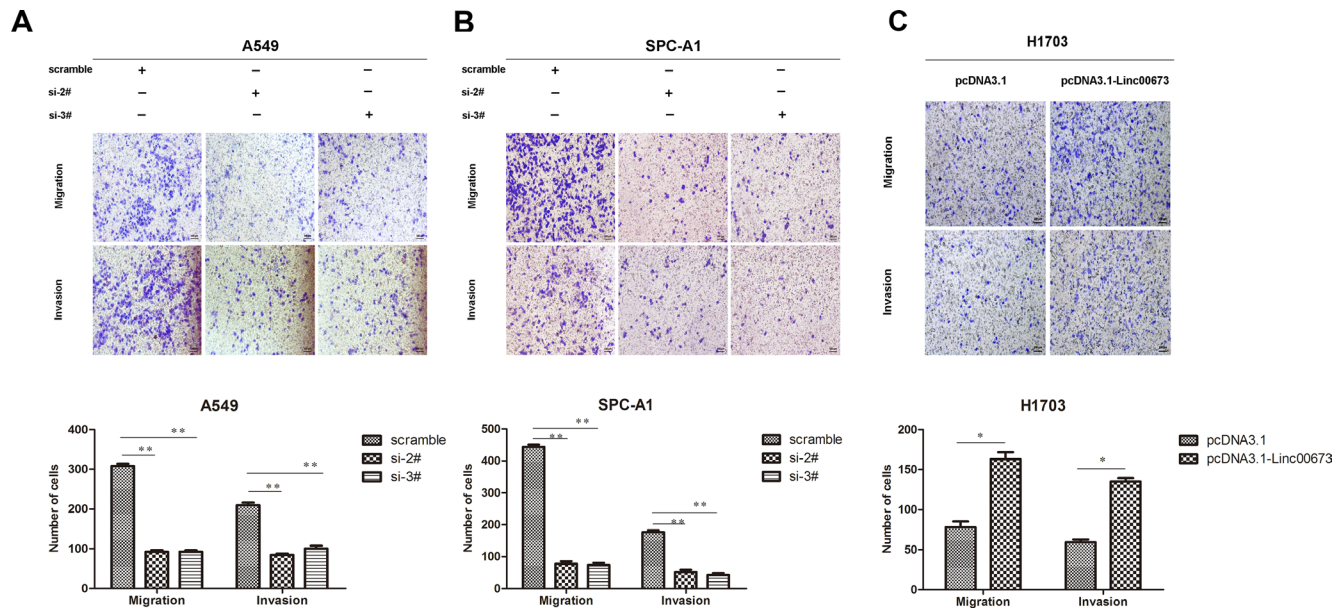 A
A549
scramble + – –
si-2# – + –
si-3# – – +
Migration
Invasion
B
SPC-A1
scramble + – –
si-2# – + –
si-3# – – +
Migration
Invasion
C
H1703
pcDNA3.1 pcDNA3.1-Linc00673
Migration
Invasion
A549
Number of cells
400
300
200
100
0
** ** ** **
Migration Invasion
scramble
si-2#
si-3#
SPC-A1
Number of cells
500
400
300
200
100
0
** ** ** **
Migration Invasion
scramble
si-2#
si-3#
H1703
Number of cells
200
150
100
50
0
* *
Migration Invasion
pcDNA3.1
pcDNA3.1-Linc00673